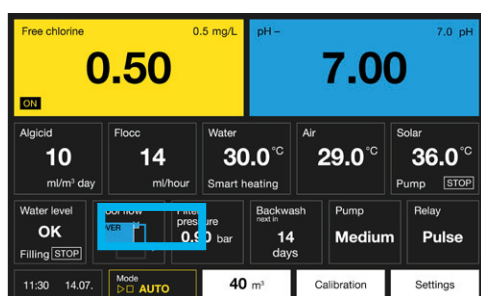 Free chlorine 0.5 mg/L
0.50
ON
pH – 7.0 pH
7.00
Algicid
10
ml/m³ day
Flocc
14
ml/hour
Water
30.0 °C
Smart heating
Air
29.0 °C
Solar
36.0 °C
Pump STOP
Water level
OK
Filling STOP
VER
pressure
bar
Backwash
next in
14
days
Pump
Medium
Relay
Pulse
11:30 14.07.
Mode
AUTO
40 m³
Calibration
Settings